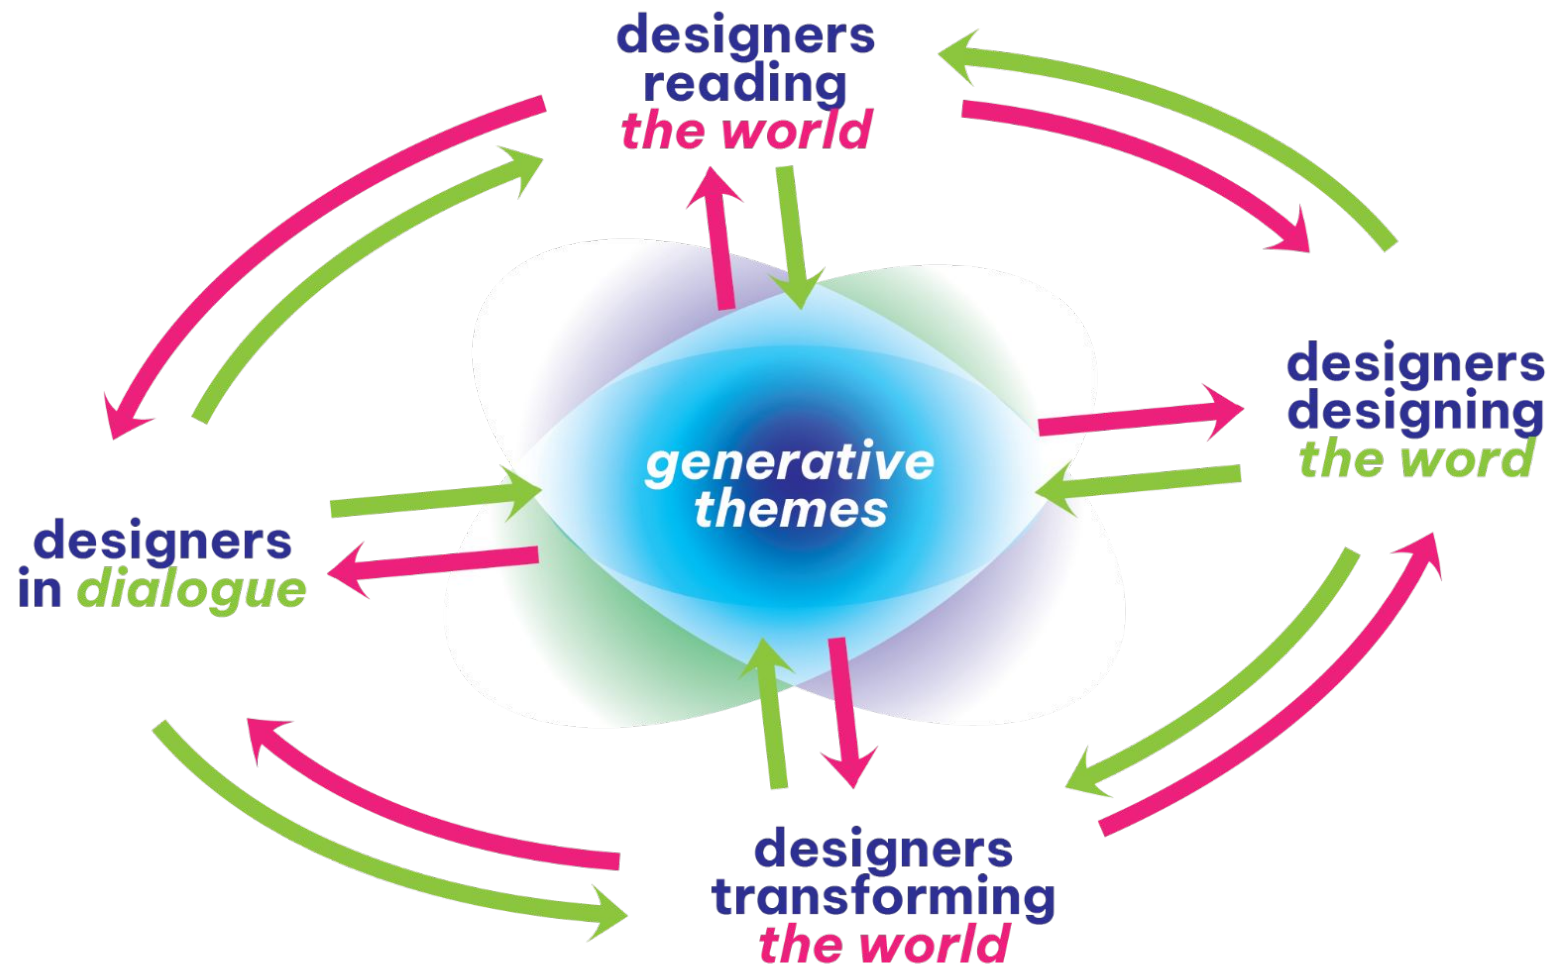 designers
reading
the world
designers
designing
the word
generative
themes
designers
in dialogue
designers
transforming
the world